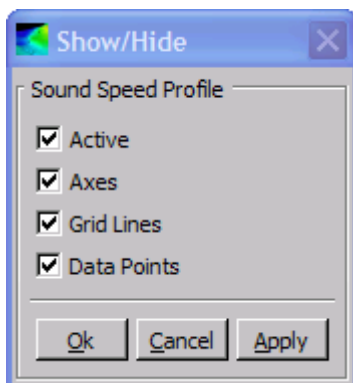 Show/Hide
Sound Speed Profile
Active
Axes
Grid Lines
Data Points
Ok Cancel Apply